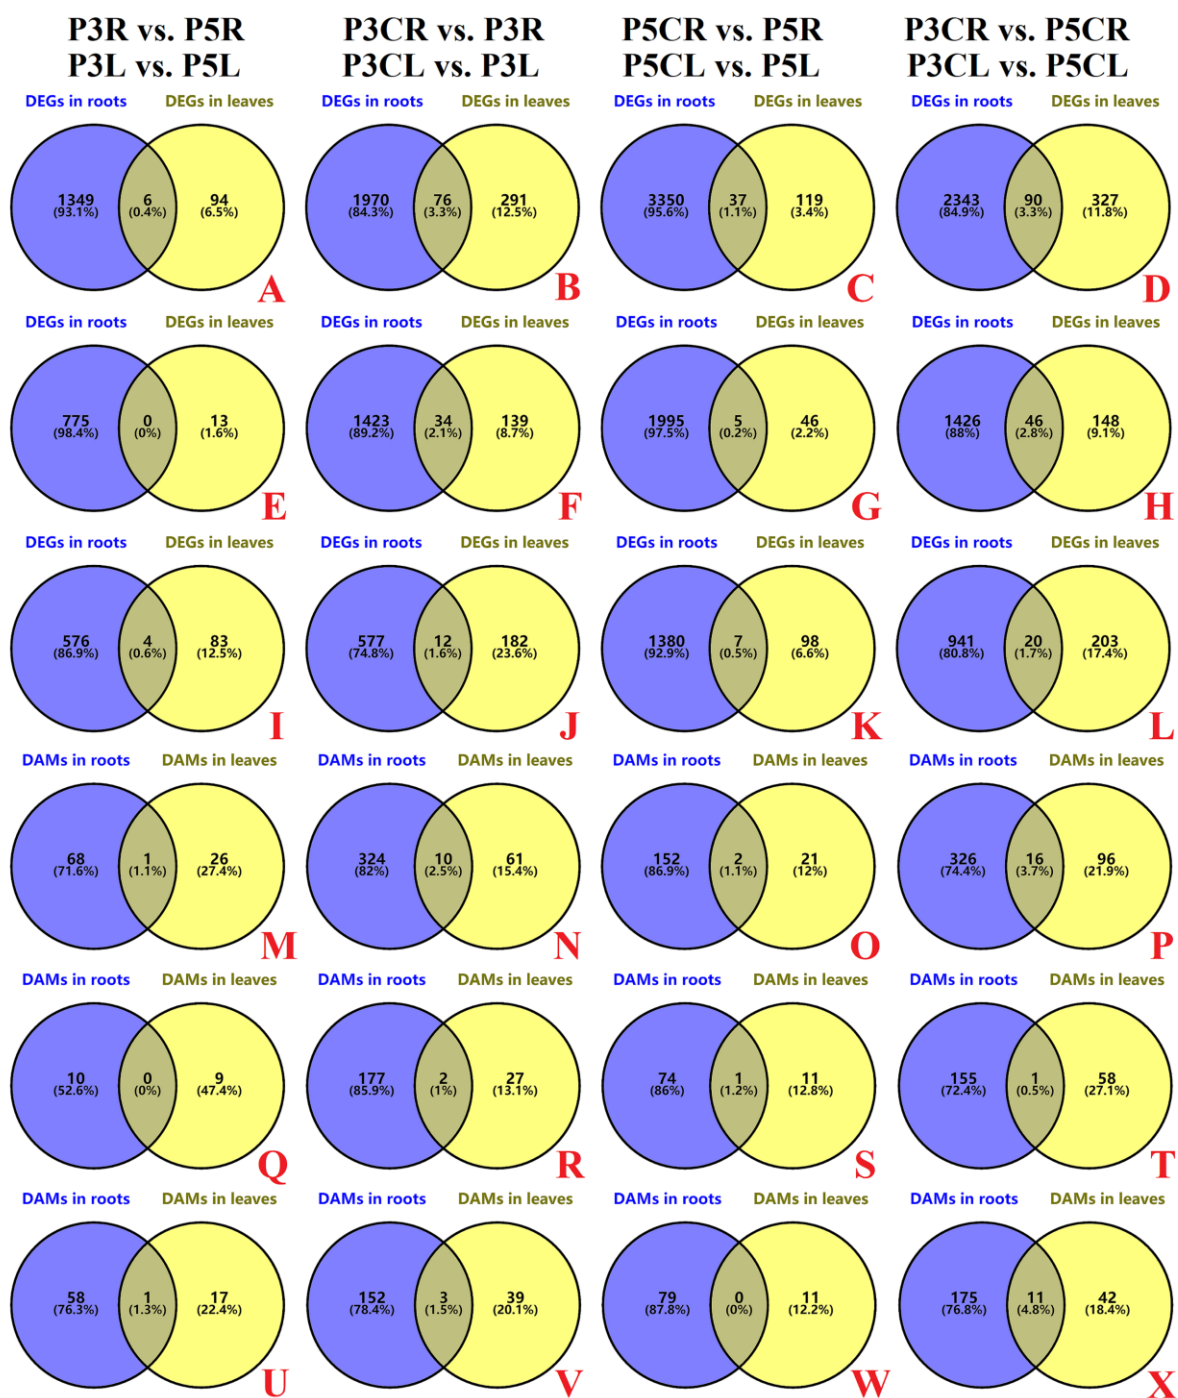 P3R vs. P5R P3CR vs. P3R P5CR vs. P5R P3CR vs. P5CR
P3L vs. P5L P3CL vs. P3L P5CL vs. P5L P3CL vs. P5CL
DEGs in roots DEGs in leaves DEGs in roots DEGs in leaves DEGs in roots DEGs in leaves DEGs in roots DEGs in leaves
1349 6 94 1970 76 291 3350 37 119 2343 90 327
(93.1%) (0.4%) (6.5%) (84.3%) (3.3%) (12.5%) (95.6%) (1.1%) (3.4%) (84.9%) (3.3%) (11.8%)
A B C D
DEGs in roots DEGs in leaves DEGs in roots DEGs in leaves DEGs in roots DEGs in leaves DEGs in roots DEGs in leaves
775 0 13 1423 34 139 1995 5 46 1426 46 148
(98.4%) (0%) (1.6%) (89.2%) (2.1%) (8.7%) (97.5%) (0.2%) (2.2%) (88%) (2.8%) (9.1%)
E F G H
DEGs in roots DEGs in leaves DEGs in roots DEGs in leaves DEGs in roots DEGs in leaves DEGs in roots DEGs in leaves
576 4 83 577 12 182 1380 7 98 941 20 203
(86.9%) (0.6%) (12.5%) (74.8%) (1.6%) (23.6%) (92.9%) (0.5%) (6.6%) (80.8%) (1.7%) (17.4%)
I J K L
DAMs in roots DAMs in leaves DAMs in roots DAMs in leaves DAMs in roots DAMs in leaves DAMs in roots DAMs in leaves
68 1 26 324 10 61 152 2 21 326 16 96
(71.6%) (1.1%) (27.4%) (82%) (2.5%) (15.4%) (86.9%) (1.1%) (12%) (74.4%) (3.7%) (21.9%)
M N O P
DAMs in roots DAMs in leaves DAMs in roots DAMs in leaves DAMs in roots DAMs in leaves DAMs in roots DAMs in leaves
10 0 9 177 2 27 74 1 11 155 1 58
(52.6%) (0%) (47.4%) (85.9%) (1%) (13.1%) (86%) (1.2%) (12.8%) (72.4%) (0.5%) (27.1%)
Q R S T
DAMs in roots DAMs in leaves DAMs in roots DAMs in leaves DAMs in roots DAMs in leaves DAMs in roots DAMs in leaves
58 1 17 152 3 39 79 0 11 175 11 42
(76.3%) (1.3%) (22.4%) (78.4%) (1.5%) (20.1%) (87.8%) (0%) (12.2%) (76.8%) (4.8%) (18.4%)
U V W X